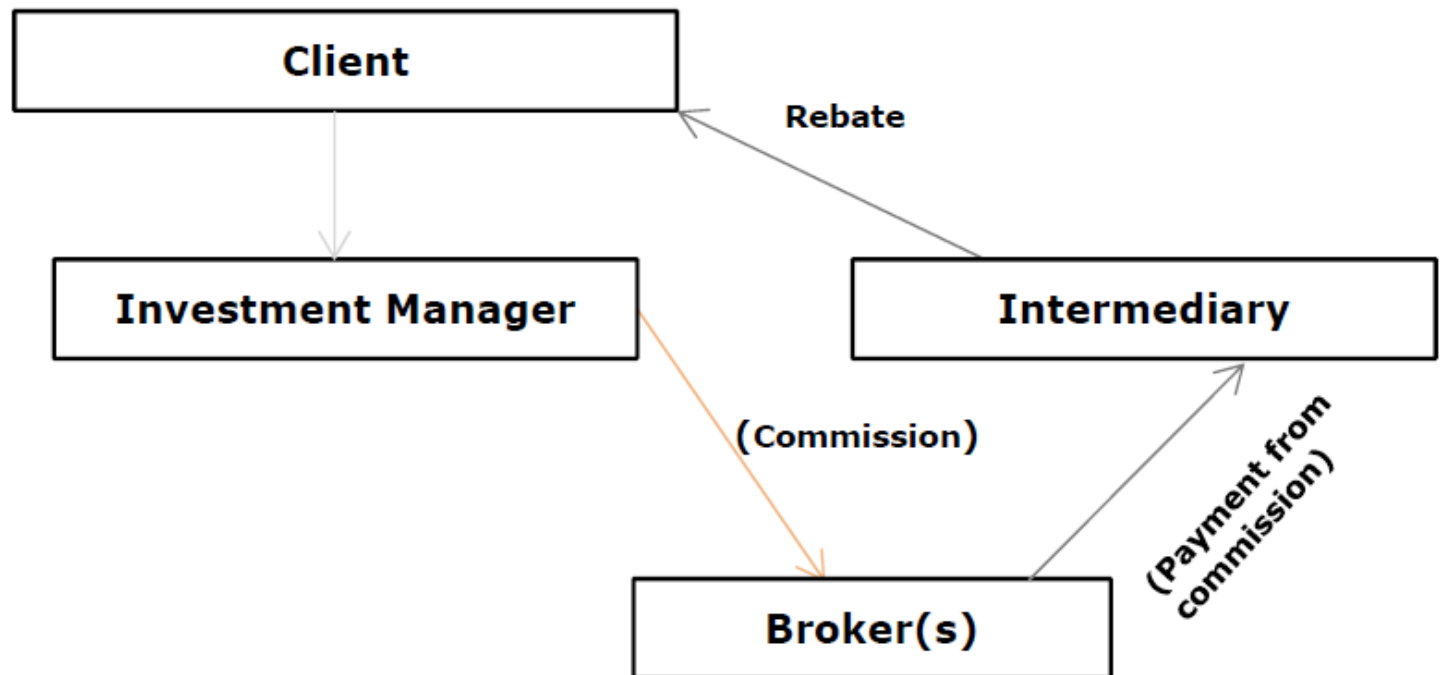 Client
Rebate
Investment Manager
Intermediary
(Commission)
(Payment from
commission)
Broker(s)